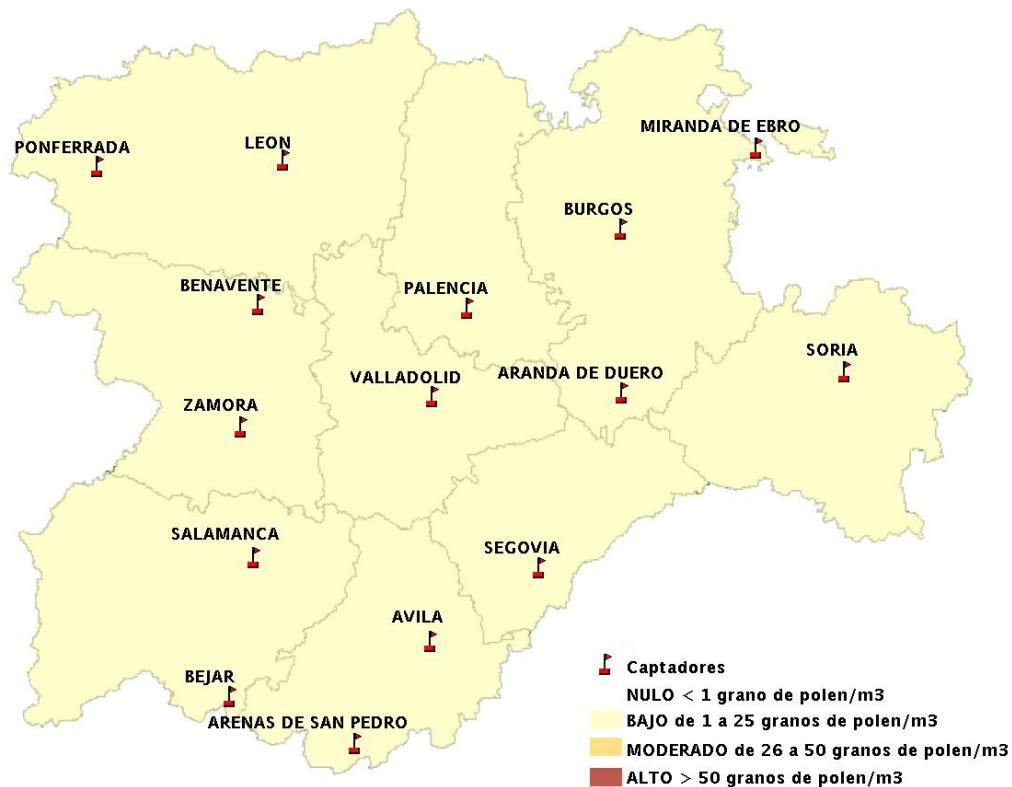 MIRANDA DE EBRO
PONFERRADA
LEON
BURGOS
BENAVENTE
PALENCIA
SORIA
VALLADOLID
ARANDA DE DUERO
ZAMORA
SALAMANCA
SEGOVIA
AVILA
BEJAR
ARENAS DE SAN PEDRO
Captadores
NULO < 1 grano de polen/m3
BAJO de 1 a 25 granos de polen/m3
MODERADO de 26 a 50 granos de polen/m3
ALTO > 50 granos de polen/m3